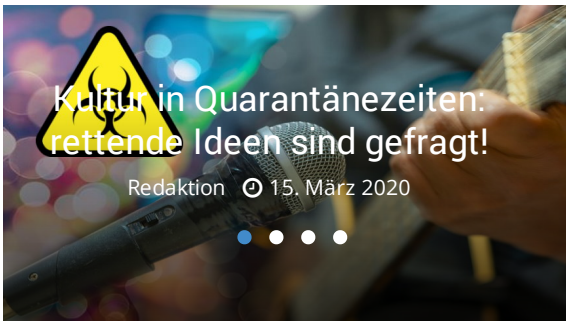 Kultur in Quarantänezeiten:
rettende Ideen sind gefragt!
Redaktion 15. März 2020